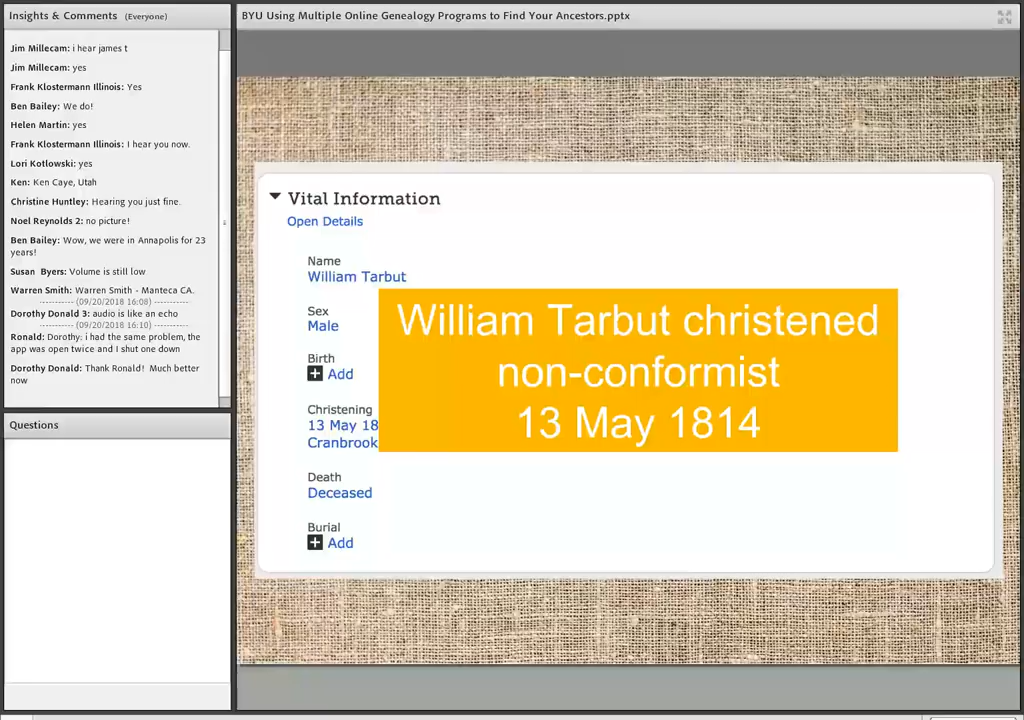 Insights & Comments (Everyone)
Jim Millecam: i hear james t
Jim Millecam: yes
Frank Klostermann Illinois: Yes
Ben Bailey: We do!
Helen Martin: yes
Frank Klostermann Illinois: I hear you now.
Lori Kotlowski: yes
Ken: Ken Caye, Utah
Christine Huntley: Hearing you just fine.
Noel Reynolds 2: no picture!
Ben Bailey: Wow, we were in Annapolis for 23
years!
Susan Byers: Volume is still low
Warren Smith: Warren Smith - Manteca CA.
---------- (09/20/2018 16:08) ----------
Dorothy Donald 3: audio is like an echo
---------- (09/20/2018 16:10) ----------
Ronald: Dorothy: i had the same problem, the
app was open twice and I shut one down
Dorothy Donald: Thank Ronald! Much better
now
Questions
BYU Using Multiple Online Genealogy Programs to Find Your Ancestors.pptx
Vital Information
Open Details
Name
William Tarbut
Sex
Male
Birth
Add
Christening
13 May 18
Cranbrook
Death
Deceased
Burial
Add
William Tarbut christened
non-conformist
13 May 1814